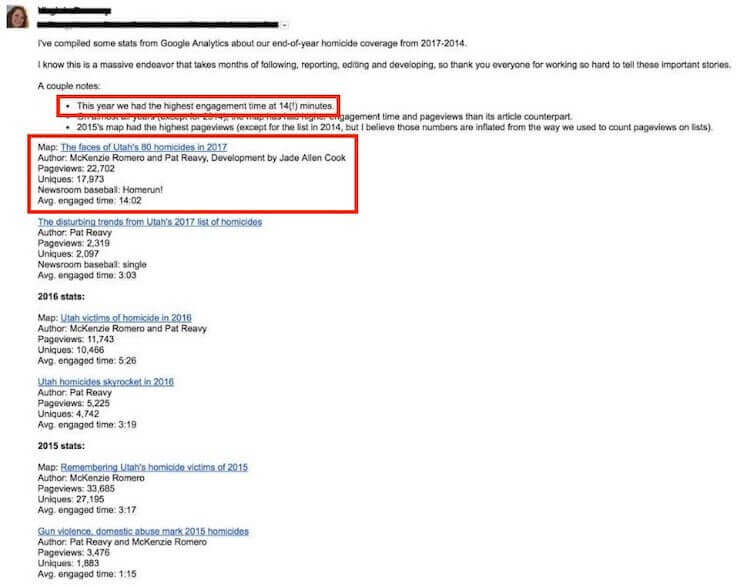 I've compiled some stats from Google Analytics about our end-of-year homicide coverage from 2017-2014.
I know this is a massive endeavor that takes months of following, reporting, editing and developing, so thank you everyone for working so hard to tell these important stories.
A couple notes:
• This year we had the highest engagement time at 14(!) minutes.
engagement time and pageviews than its article counterpart.
• 2015's map had the highest pageviews (except for the list in 2014, but I believe those numbers are inflated from the way we used to count pageviews on lists).
Map: The faces of Utah's 80 homicides in 2017
Author: McKenzie Romero and Pat Reavy, Development by Jade Allen Cook
Pageviews: 22,702
Uniques: 17,973
Newsroom baseball: Homerun!
Avg. engaged time: 14:02
The disturbing trends from Utah's 2017 list of homicides
Author: Pat Reavy
Pageviews: 2,319
Uniques: 2,097
Newsroom baseball: single
Avg. engaged time: 3:03
2016 stats:
Map: Utah victims of homicide in 2016
Author: McKenzie Romero and Pat Reavy
Pageviews: 11,743
Uniques: 10,466
Avg. engaged time: 5:26
Utah homicides skyrocket in 2016
Author: Pat Reavy
Pageviews: 5,225
Uniques: 4,742
Avg. engaged time: 3:19
2015 stats:
Map: Remembering Utah's homicide victims of 2015
Author: McKenzie Romero
Pageviews: 33,685
Uniques: 27,195
Avg. engaged time: 3:17
Gun violence, domestic abuse mark 2015 homicides
Author: Pat Reavy and McKenzie Romero
Pageviews: 3,476
Uniques: 1,883
Avg. engaged time: 1:15